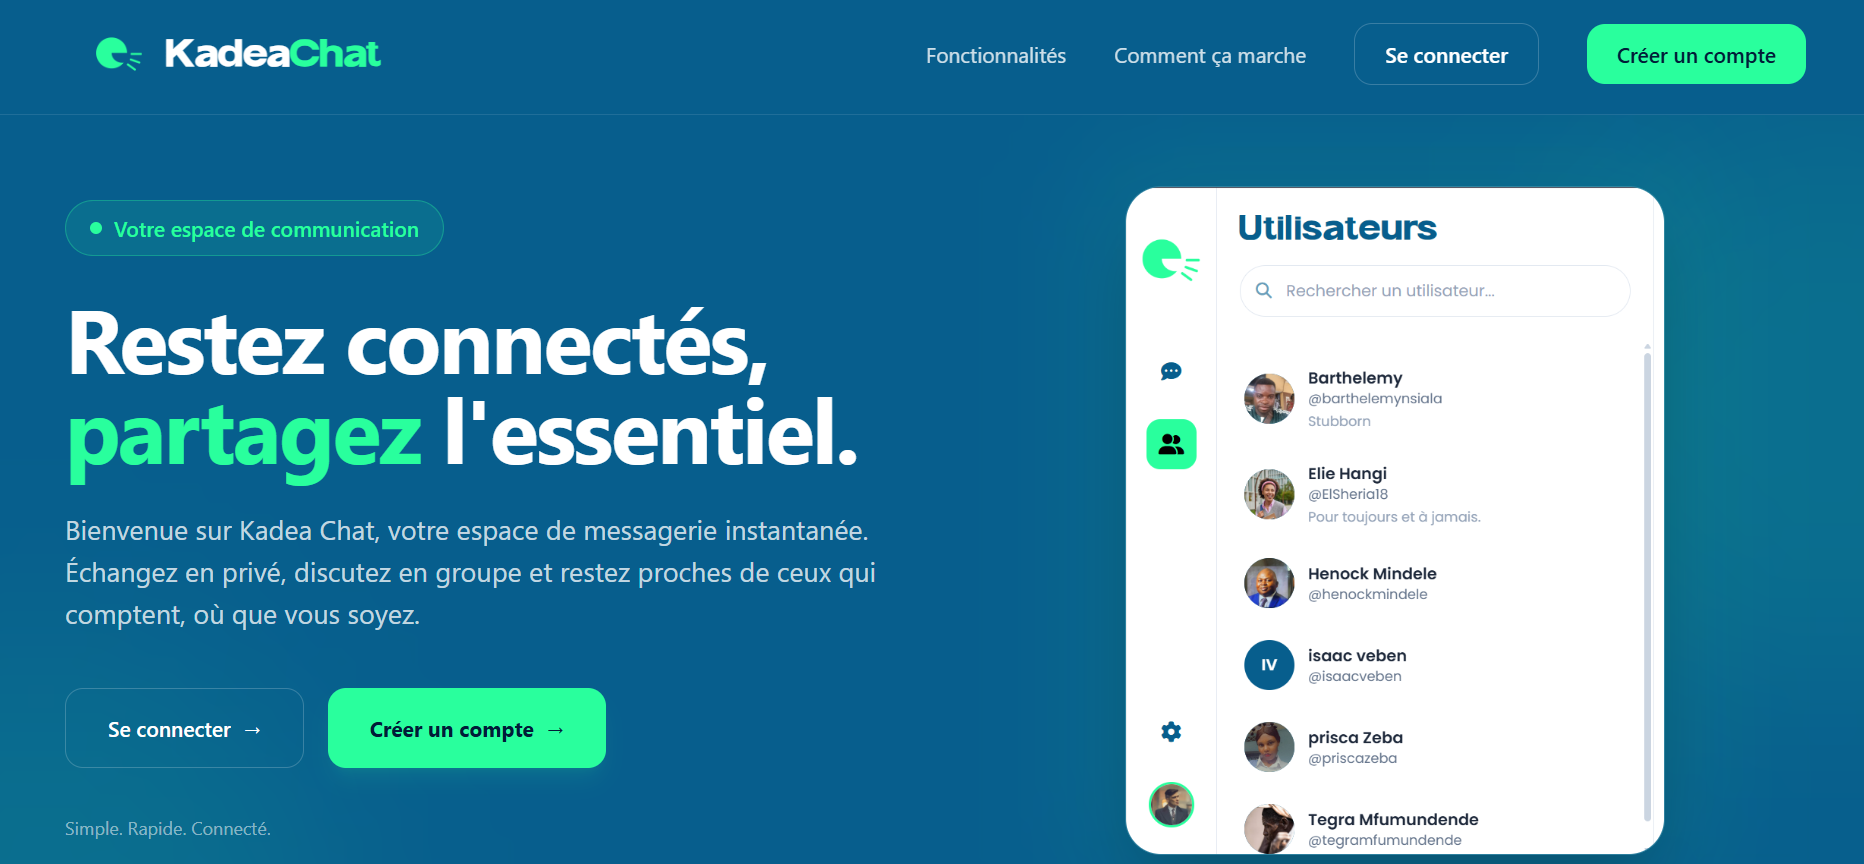 KadeaChat
Fonctionnalités
Comment ça marche
Se connecter
Créer un compte
Votre espace de communication
Restez connectés,
partagez l'essentiel.
Bienvenue sur Kadea Chat, votre espace de messagerie instantanée.
Échangez en privé, discutez en groupe et restez proches de ceux qui
comptent, où que vous soyez.
Se connecter →
Créer un compte →
Simple. Rapide. Connecté.
Utilisateurs
Rechercher un utilisateur...
Barthelemy
@barthelemynsiala
Stubborn
Elie Hangi
@ElSheria18
Pour toujours et à jamais.
Henock Mindele
@henockmindele
IV
isaac veben
@isaacveben
prisca Zeba
@priscazeba
Tegra Mfumundende
@tegramfumundende